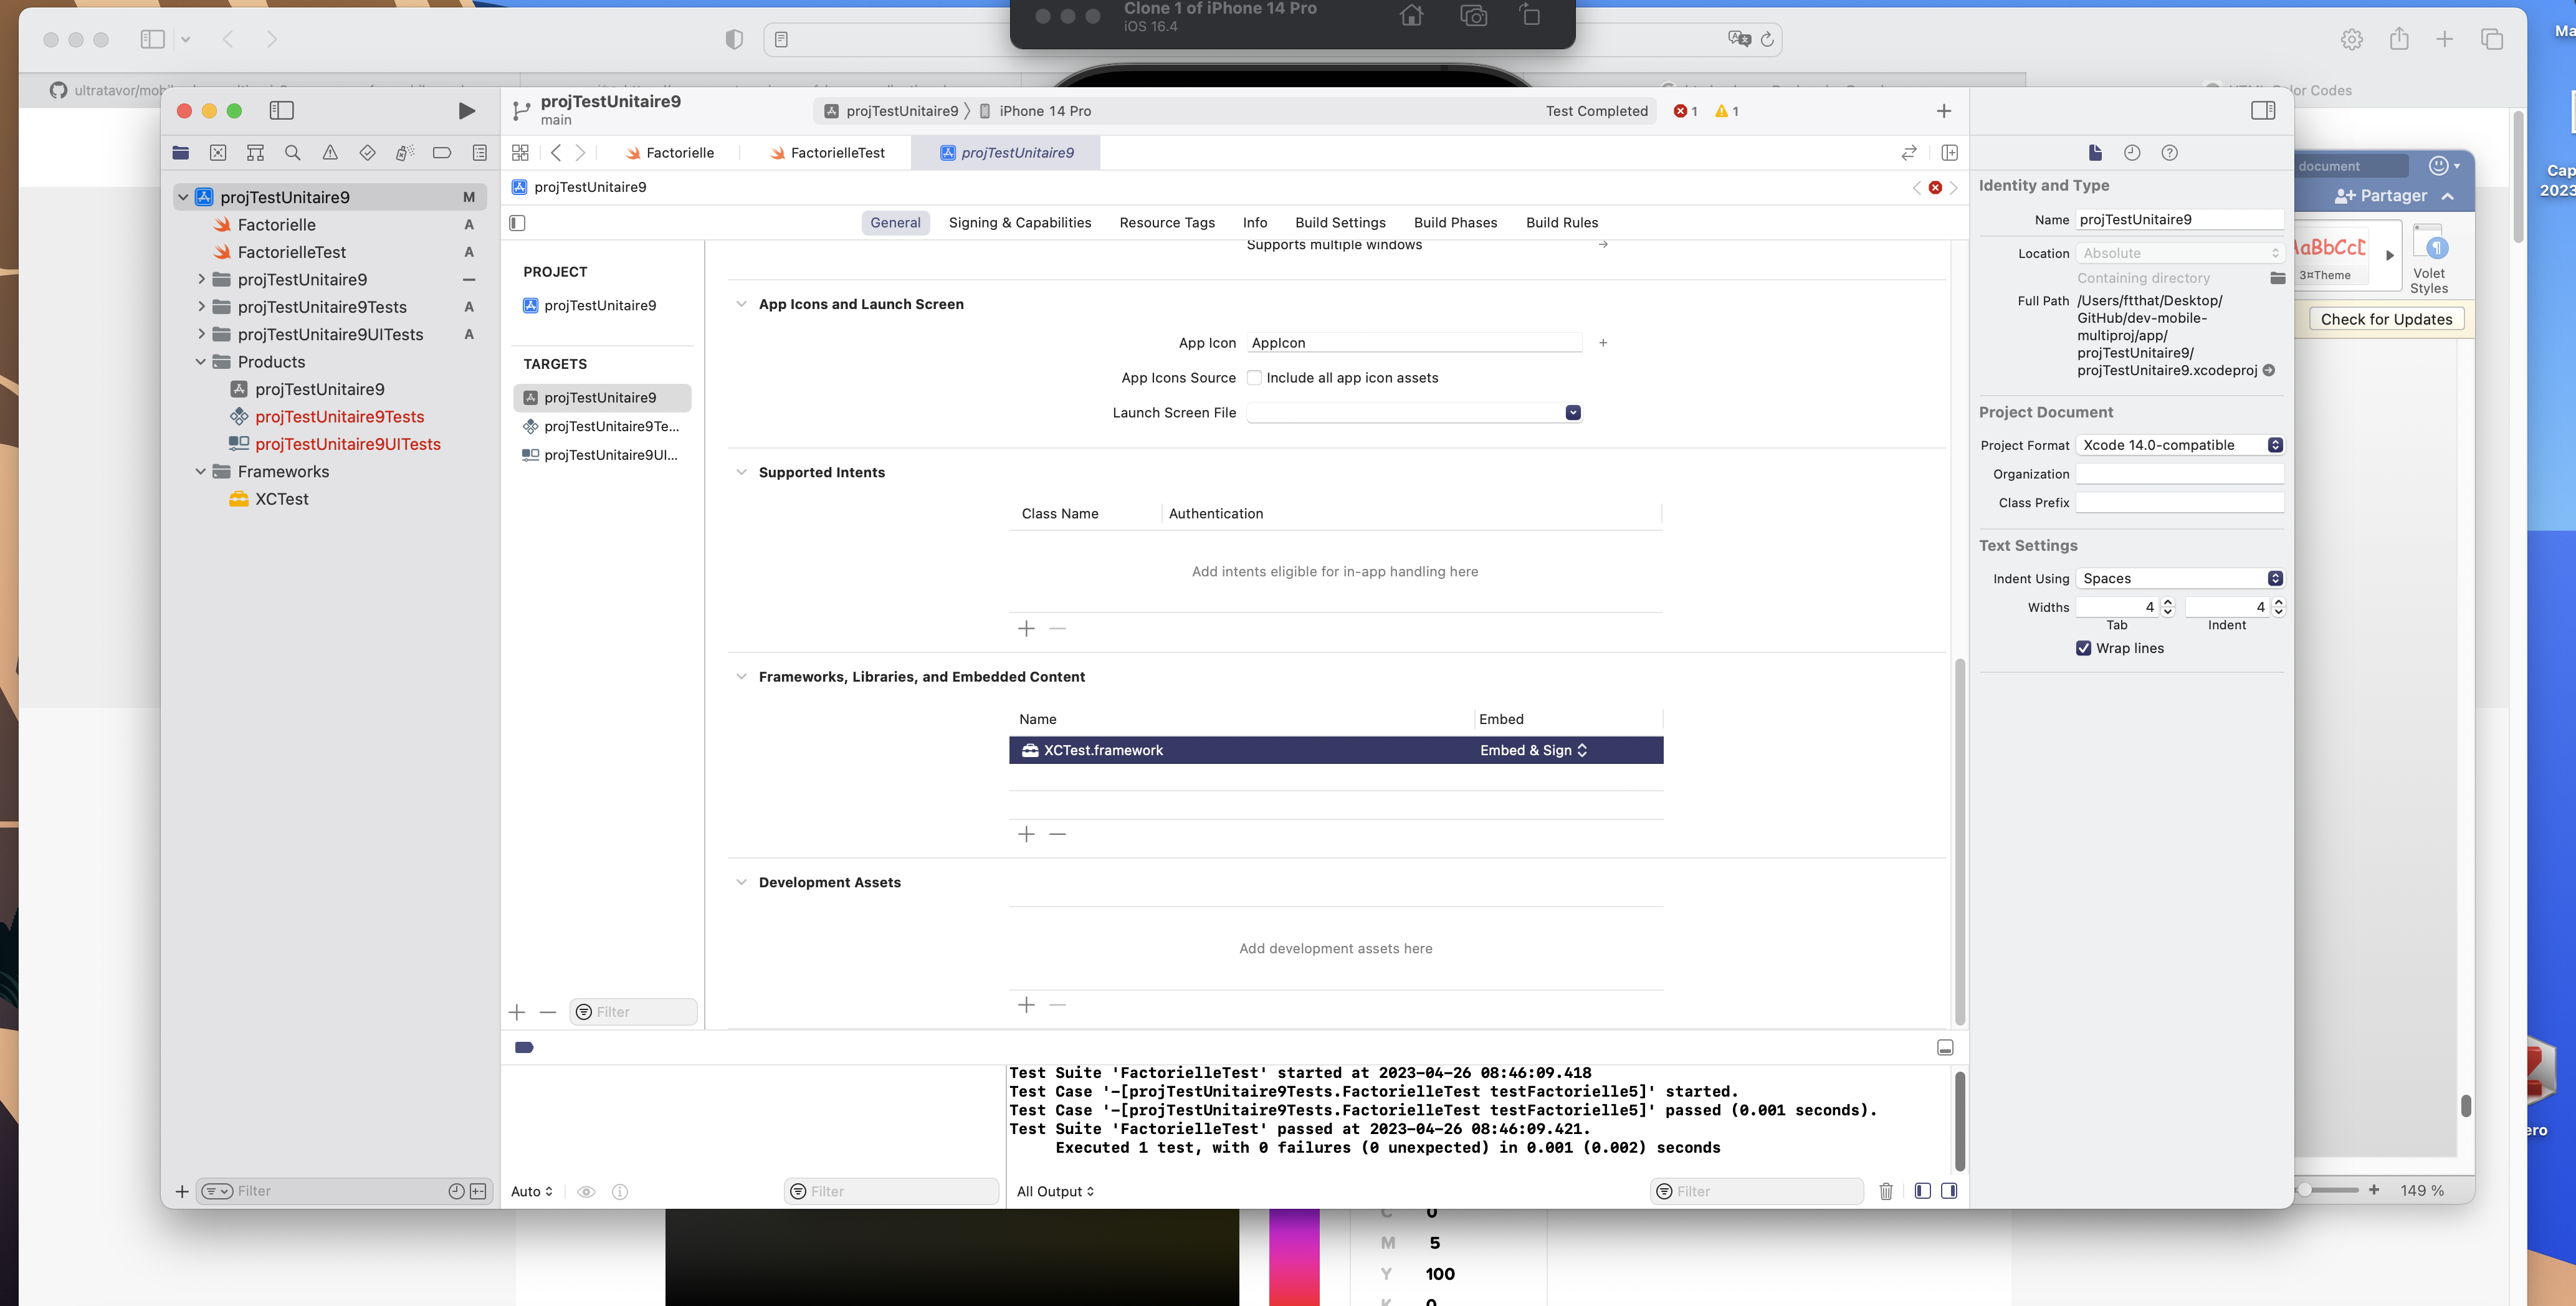 Clone 1 of iPhone 14 Pro
iOS 16.4
Ma
projTestUnitaire9
main
projTestUnitaire9
iPhone 14 Pro
Test Completed
1
1
Factorielle
FactorielleTest
projTestUnitaire9
projTestUnitaire9
General
Signing & Capabilities
Resource Tags
Info
Build Settings
Build Phases
Build Rules
projTestUnitaire9
M
Factorielle
A
FactorielleTest
A
projTestUnitaire9
projTestUnitaire9Tests
A
projTestUnitaire9UITests
A
Products
projTestUnitaire9
projTestUnitaire9Tests
projTestUnitaire9UITests
Frameworks
XCTest
Filter
PROJECT
projTestUnitaire9
TARGETS
projTestUnitaire9
projTestUnitaire9Te...
projTestUnitaire9UI...
Filter
Supports multiple windows
App Icons and Launch Screen
App Icon
AppIcon
App Icons Source
Include all app icon assets
Launch Screen File
Supported Intents
Class Name
Authentication
Add intents eligible for in-app handling here
Frameworks, Libraries, and Embedded Content
Name
Embed
XCTest.framework
Embed & Sign
Development Assets
Add development assets here
Test Suite 'FactorielleTest' started at 2023-04-26 08:46:09.418
Test Case '-[projTestUnitaire9Tests.FactorielleTest testFactorielle5]' started.
Test Case '-[projTestUnitaire9Tests.FactorielleTest testFactorielle5]' passed (0.001 seconds).
Test Suite 'FactorielleTest' passed at 2023-04-26 08:46:09.421.
Executed 1 test, with 0 failures (0 unexpected) in 0.001 (0.002) seconds
Auto
Filter
All Output
Filter
Identity and Type
Name
projTestUnitaire9
Location
Absolute
Containing directory
Full Path
/Users/ftthat/Desktop/
GitHub/dev-mobile-
multiproj/app/
projTestUnitaire9/
projTestUnitaire9.xcodeproj
Project Document
Project Format
Xcode 14.0-compatible
Organization
Class Prefix
Text Settings
Indent Using
Spaces
Widths
4
4
Tab
Indent
Wrap lines
document
Partager
AaBbCcD
3¤Theme
Volet
Styles
Check for Updates
149 %
Cap
2023
ero
C
0
M
5
Y
100
K
0